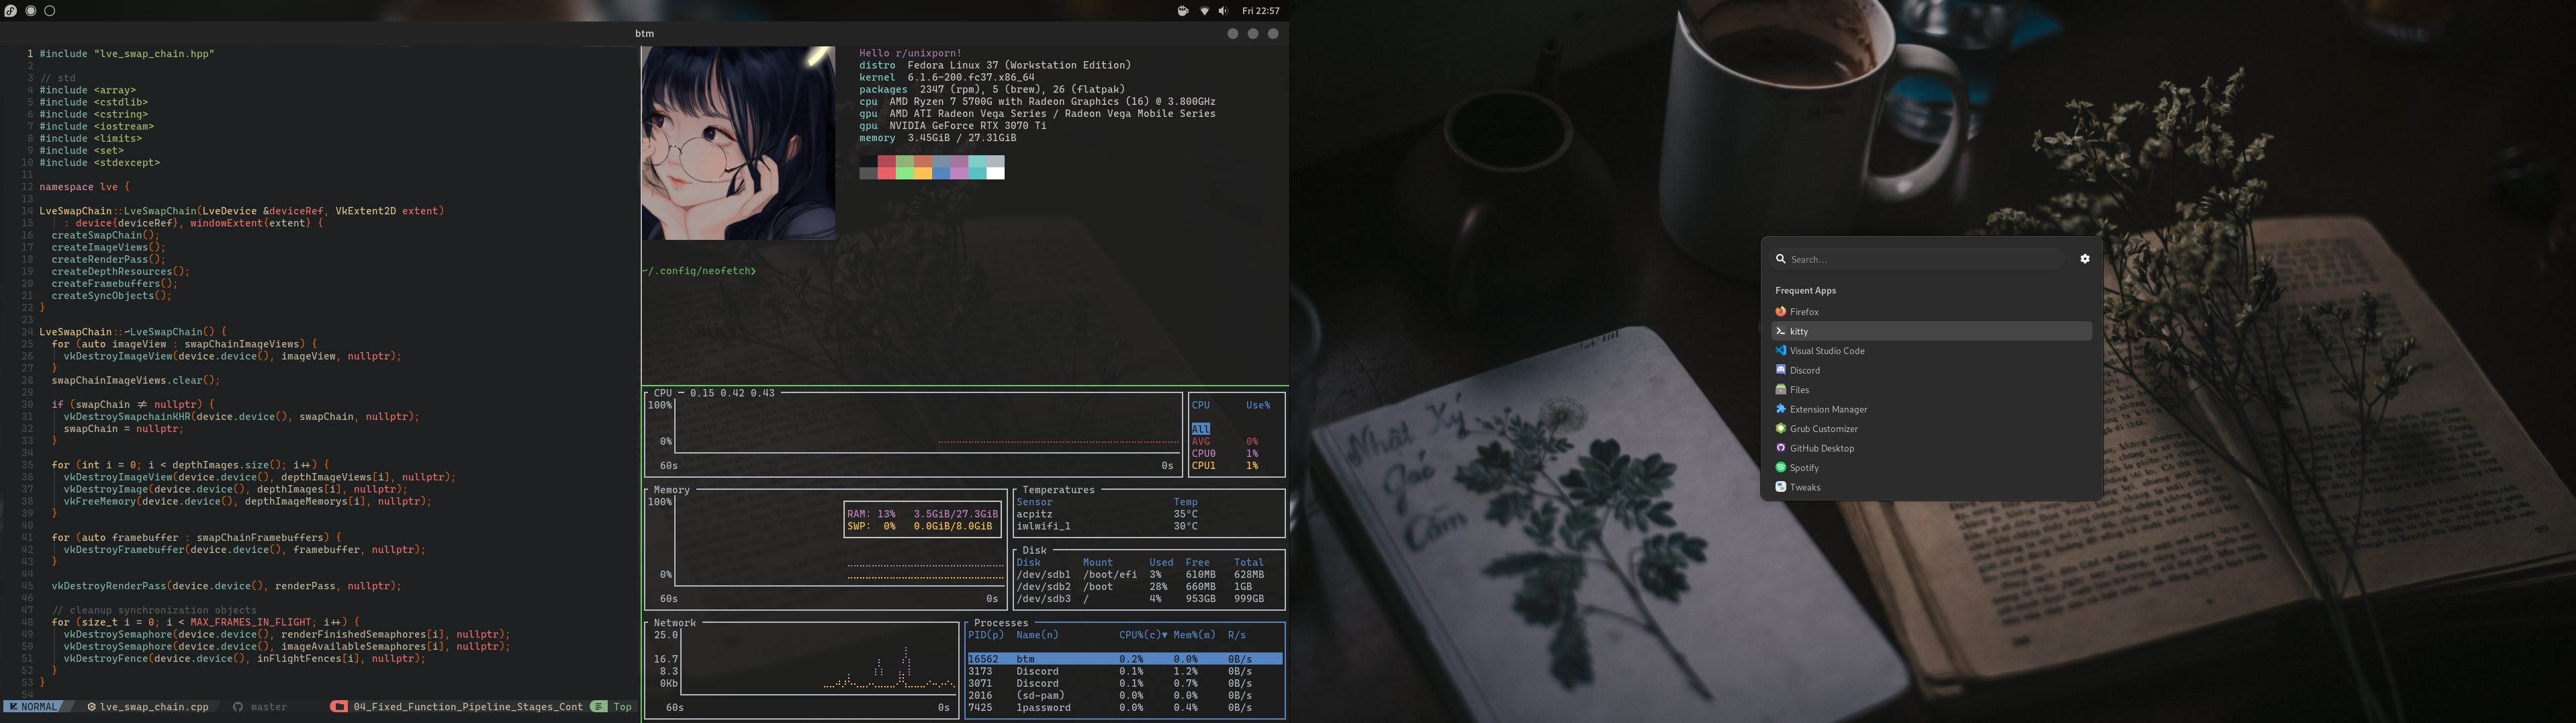 Fri 22:57
btm
1 #include "lve_swap_chain.hpp"
2
3 // std
4 #include <array>
5 #include <cstdlib>
6 #include <cstring>
7 #include <iostream>
8 #include <limits>
9 #include <set>
10 #include <stdexcept>
11
12 namespace lve {
13
14 LveSwapChain::LveSwapChain(LveDevice &deviceRef, VkExtent2D extent)
15 : device{deviceRef}, windowExtent{extent} {
16 createSwapChain();
17 createImageViews();
18 createRenderPass();
19 createDepthResources();
20 createFramebuffers();
21 createSyncObjects();
22 }
23
24 LveSwapChain::~LveSwapChain() {
25 for (auto imageView : swapChainImageViews) {
26 vkDestroyImageView(device.device(), imageView, nullptr);
27 }
28 swapChainImageViews.clear();
29
30 if (swapChain ≠ nullptr) {
31 vkDestroySwapchainKHR(device.device(), swapChain, nullptr);
32 swapChain = nullptr;
33 }
34
35 for (int i = 0; i < depthImages.size(); i++) {
36 vkDestroyImageView(device.device(), depthImageViews[i], nullptr);
37 vkDestroyImage(device.device(), depthImages[i], nullptr);
38 vkFreeMemory(device.device(), depthImageMemorys[i], nullptr);
39 }
40
41 for (auto framebuffer : swapChainFramebuffers) {
42 vkDestroyFramebuffer(device.device(), framebuffer, nullptr);
43 }
44
45 vkDestroyRenderPass(device.device(), renderPass, nullptr);
46
47 // cleanup synchronization objects
48 for (size_t i = 0; i < MAX_FRAMES_IN_FLIGHT; i++) {
49 vkDestroySemaphore(device.device(), renderFinishedSemaphores[i], nullptr);
50 vkDestroySemaphore(device.device(), imageAvailableSemaphores[i], nullptr);
51 vkDestroyFence(device.device(), inFlightFences[i], nullptr);
52 }
53 }
54
NORMAL lve_swap_chain.cpp master 04_Fixed_Function_Pipeline_Stages_Cont Top
Hello r/unixporn!
distro Fedora Linux 37 (Workstation Edition)
kernel 6.1.6-200.fc37.x86_64
packages 2347 (rpm), 5 (brew), 26 (flatpak)
cpu AMD Ryzen 7 5700G with Radeon Graphics (16) @ 3.800GHz
gpu AMD ATI Radeon Vega Series / Radeon Vega Mobile Series
gpu NVIDIA GeForce RTX 3070 Ti
memory 3.45GiB / 27.31GiB
~/.config/neofetch❯
CPU — 0.15 0.42 0.43
100%
0%
60s 0s
CPU Use%
All
AVG 0%
CPU0 1%
CPU1 1%
Memory
100%
RAM: 13% 3.5GiB/27.3GiB
SWP: 0% 0.0GiB/8.0GiB
0%
60s 0s
Temperatures
Sensor Temp
acpitz 35°C
iwlwifi_1 30°C
Disk
Disk Mount Used Free Total
/dev/sdb1 /boot/efi 3% 610MB 628MB
/dev/sdb2 /boot 28% 660MB 1GB
/dev/sdb3 / 4% 953GB 999GB
Network
25.0
16.7
8.3
0Kb
60s 0s
Processes
PID(p) Name(n) CPU%(c)▼ Mem%(m) R/s
16562 btm 0.2% 0.0% 0B/s
3173 Discord 0.1% 1.2% 0B/s
3071 Discord 0.1% 0.7% 0B/s
2016 (sd-pam) 0.0% 0.0% 0B/s
7425 1password 0.0% 0.4% 0B/s
Search…
Frequent Apps
Firefox
kitty
Visual Studio Code
Discord
Files
Extension Manager
Grub Customizer
GitHub Desktop
Spotify
Tweaks
Nhật Ký